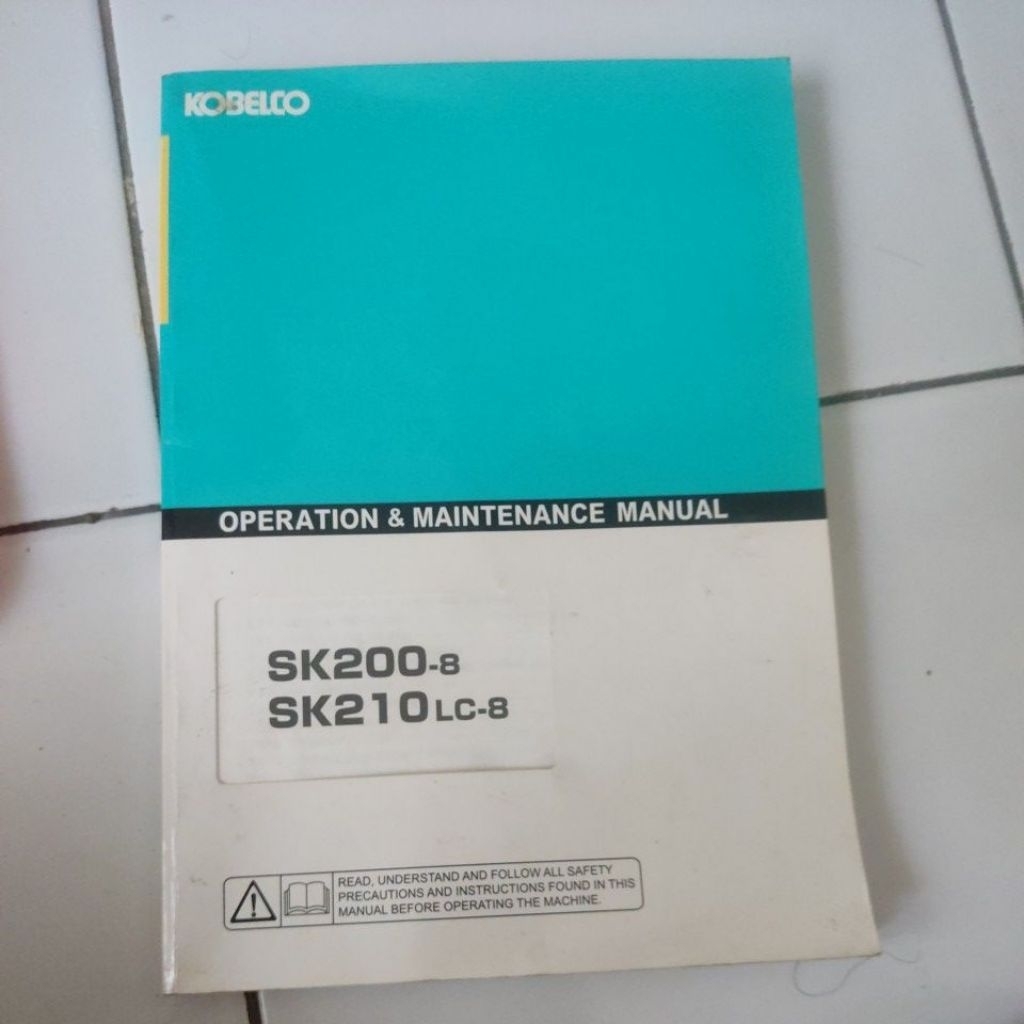 KOBELCO
OPERATION & MAINTENANCE MANUAL
SK200-8
SK210LC-8
READ, UNDERSTAND AND FOLLOW ALL SAFETY
PRECAUTIONS AND INSTRUCTIONS FOUND IN THIS
MANUAL BEFORE OPERATING THE MACHINE.